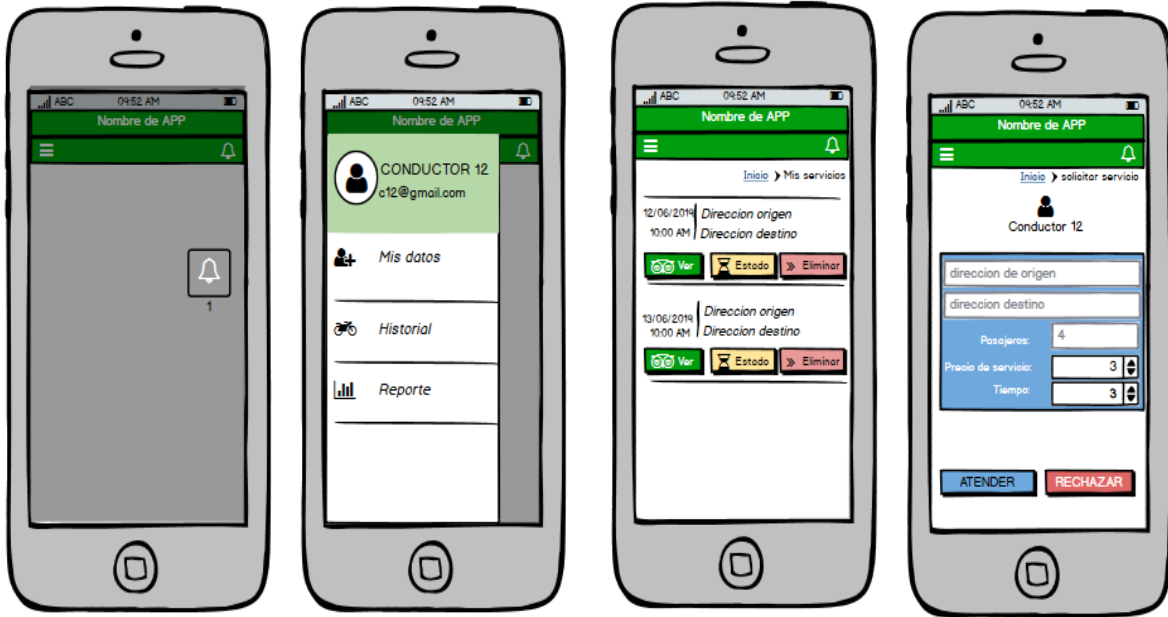 ABC 09:52 AM
Nombre de APP
1
ABC 09:52 AM
Nombre de APP
CONDUCTOR 12
c12@gmail.com
Mis datos
Historial
Reporte
ABC 09:52 AM
Nombre de APP
Inicio Mis servicios
12/06/2019 Direccion origen
10:00 AM Direccion destino
Ver Estado Eliminar
13/06/2019 Direccion origen
10:00 AM Direccion destino
Ver Estado Eliminar
ABC 09:52 AM
Nombre de APP
Inicio solicitar servicio
Conductor 12
direccion de origen
direccion destino
Pasajeros: 4
Precio de servicio: 3
Tiempo: 3
ATENDER RECHAZAR